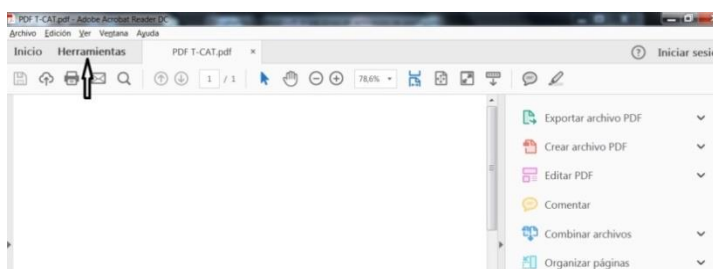 PDF T-CAT.pdf - Adobe Acrobat Reader DC
Archivo Edición Ver Ventana Ayuda
Inicio Herramientas PDF T-CAT.pdf × ? Iniciar sesi
1 / 1 78,6%
Exportar archivo PDF
Crear archivo PDF
Editar PDF
Comentar
Combinar archivos
Organizar páginas